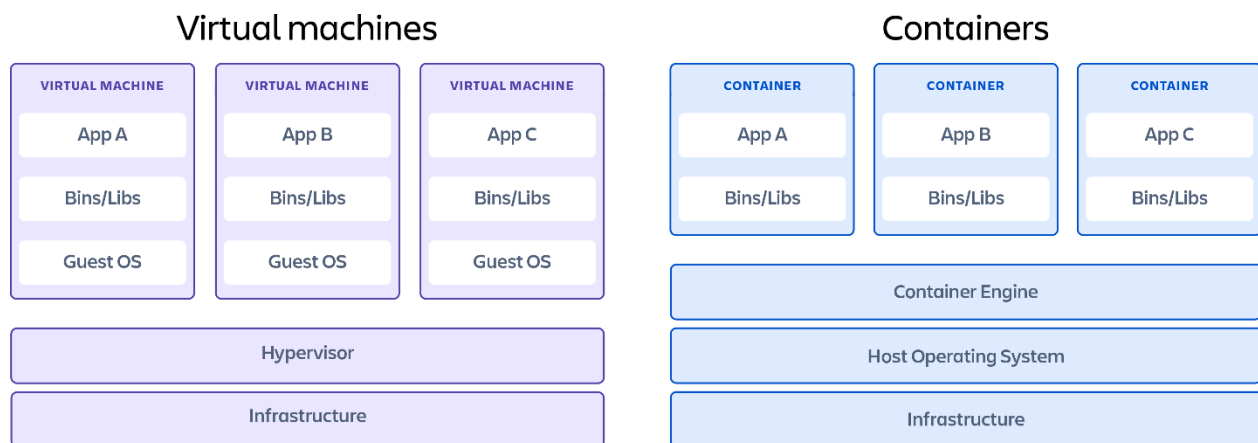 Virtual machines
VIRTUAL MACHINE
App A
Bins/Libs
Guest OS
VIRTUAL MACHINE
App B
Bins/Libs
Guest OS
VIRTUAL MACHINE
App C
Bins/Libs
Guest OS
Hypervisor
Infrastructure
Containers
CONTAINER
App A
Bins/Libs
CONTAINER
App B
Bins/Libs
CONTAINER
App C
Bins/Libs
Container Engine
Host Operating System
Infrastructure